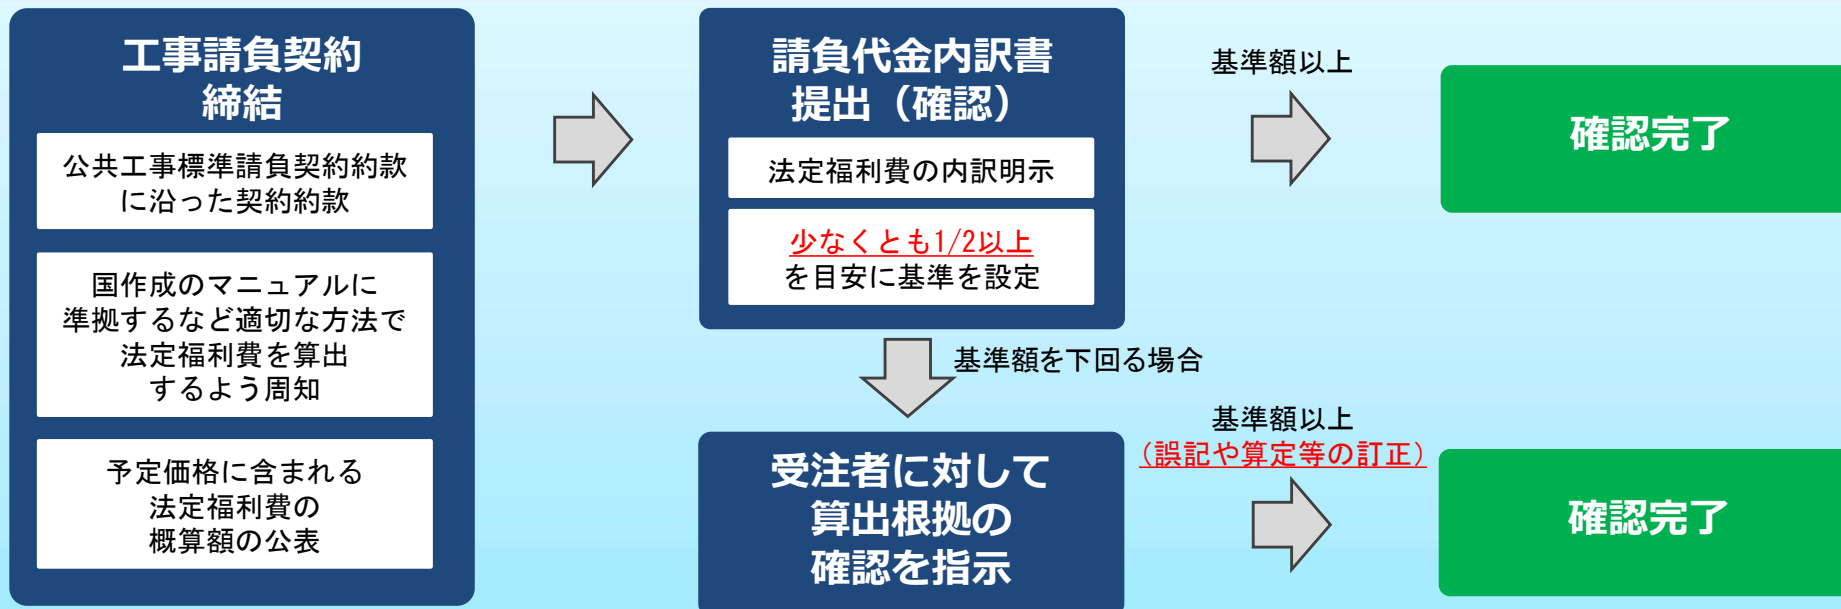 工事請負契約
締結
公共工事標準請負契約約款
に沿った契約約款
国作成のマニュアルに
準拠するなど適切な方法で
法定福利費を算出
するよう周知
予定価格に含まれる
法定福利費の
概算額の公表
請負代金内訳書
提出（確認）
法定福利費の内訳明示
少なくとも1/2以上
を目安に基準を設定
基準額以上
確認完了
基準額を下回る場合
受注者に対して
算出根拠の
確認を指示
基準額以上
（誤記や算定等の訂正）
確認完了